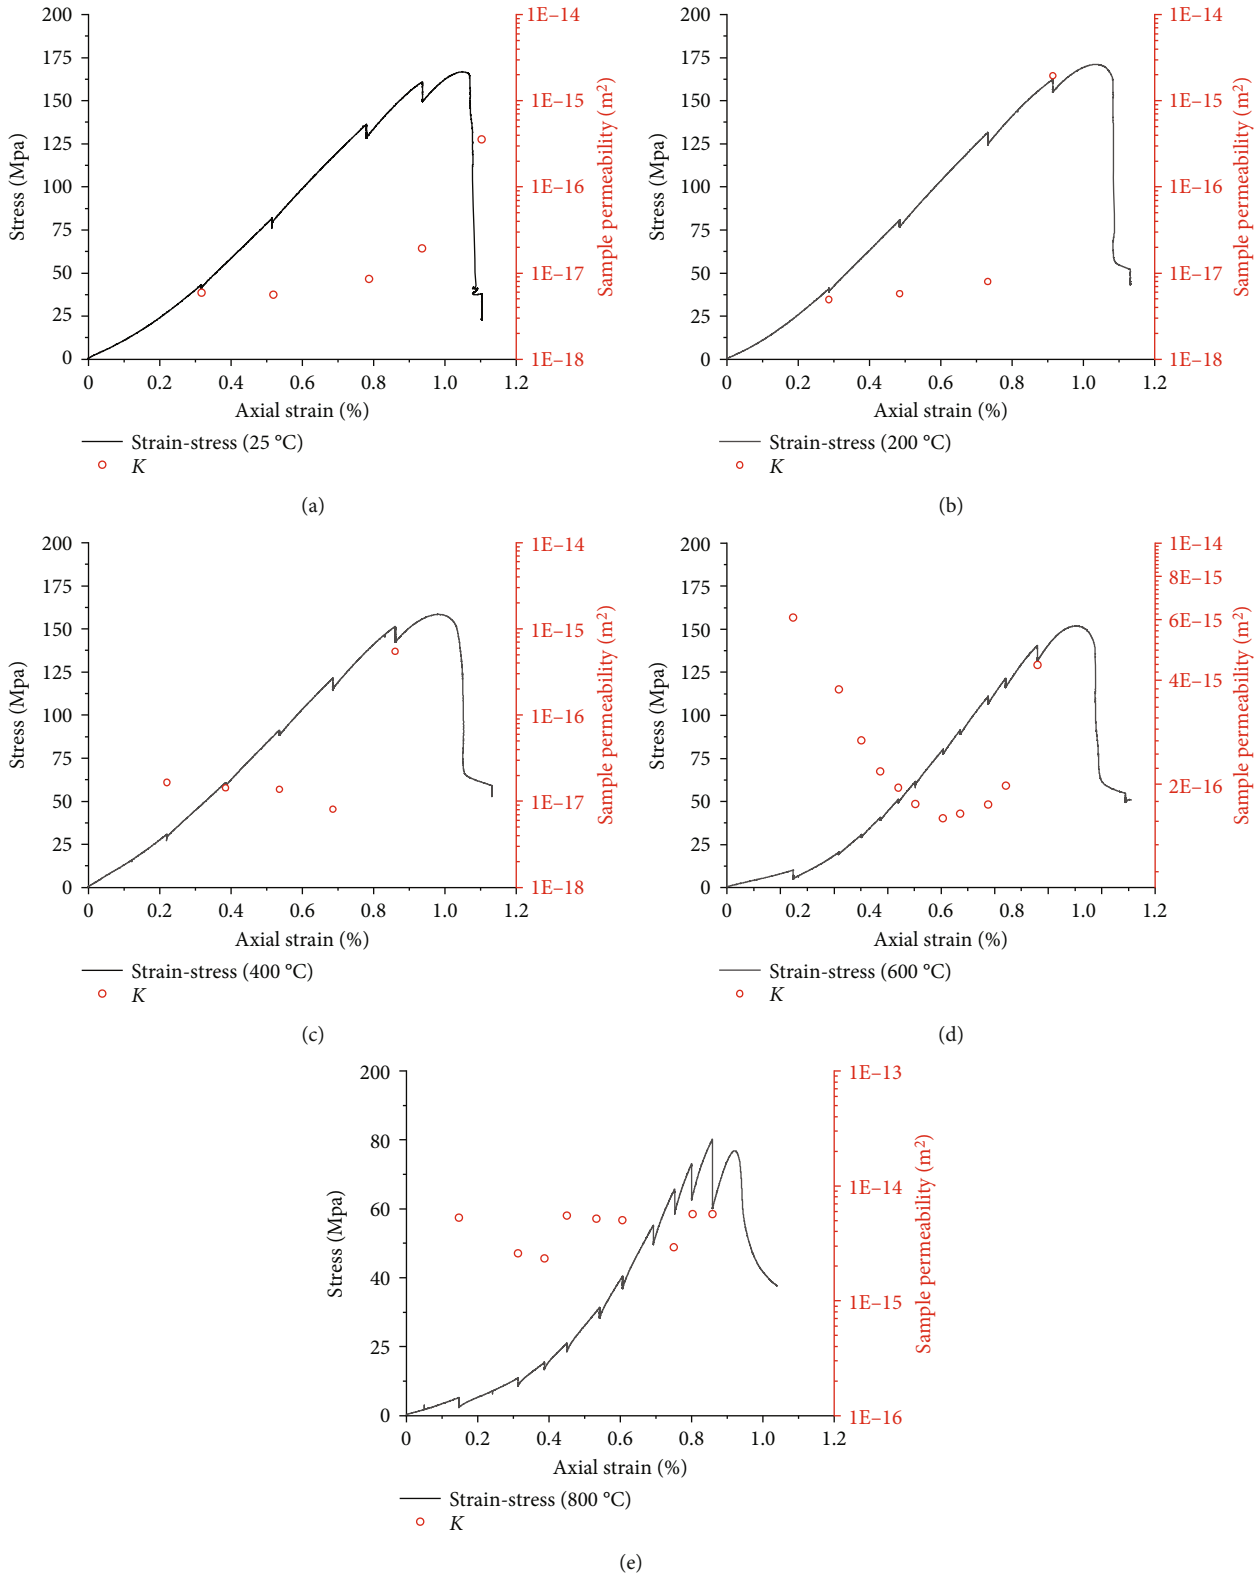 200
175
150
125
100
75
50
25
0
Stress (Mpa)
1E–14
1E–15
1E–16
1E–17
1E–18
Sample permeability (m²)
0 0.2 0.4 0.6 0.8 1.0 1.2
Axial strain (%)
Strain-stress (25 °C)
K
(a)
200
175
150
125
100
75
50
25
0
Stress (Mpa)
1E–14
1E–15
1E–16
1E–17
1E–18
Sample permeability (m²)
0 0.2 0.4 0.6 0.8 1.0 1.2
Axial strain (%)
Strain-stress (200 °C)
K
(b)
200
175
150
125
100
75
50
25
0
Stress (Mpa)
1E–14
1E–15
1E–16
1E–17
1E–18
Sample permeability (m²)
0 0.2 0.4 0.6 0.8 1.0 1.2
Axial strain (%)
Strain-stress (400 °C)
K
(c)
200
175
150
125
100
75
50
25
0
Stress (Mpa)
1E–14
8E–15
6E–15
4E–15
2E–16
Sample permeability (m²)
0 0.2 0.4 0.6 0.8 1.0 1.2
Axial strain (%)
Strain-stress (600 °C)
K
(d)
200
80
60
40
25
0
Stress (Mpa)
1E–13
1E–14
1E–15
1E–16
Sample permeability (m²)
0 0.2 0.4 0.6 0.8 1.0 1.2
Axial strain (%)
Strain-stress (800 °C)
K
(e)